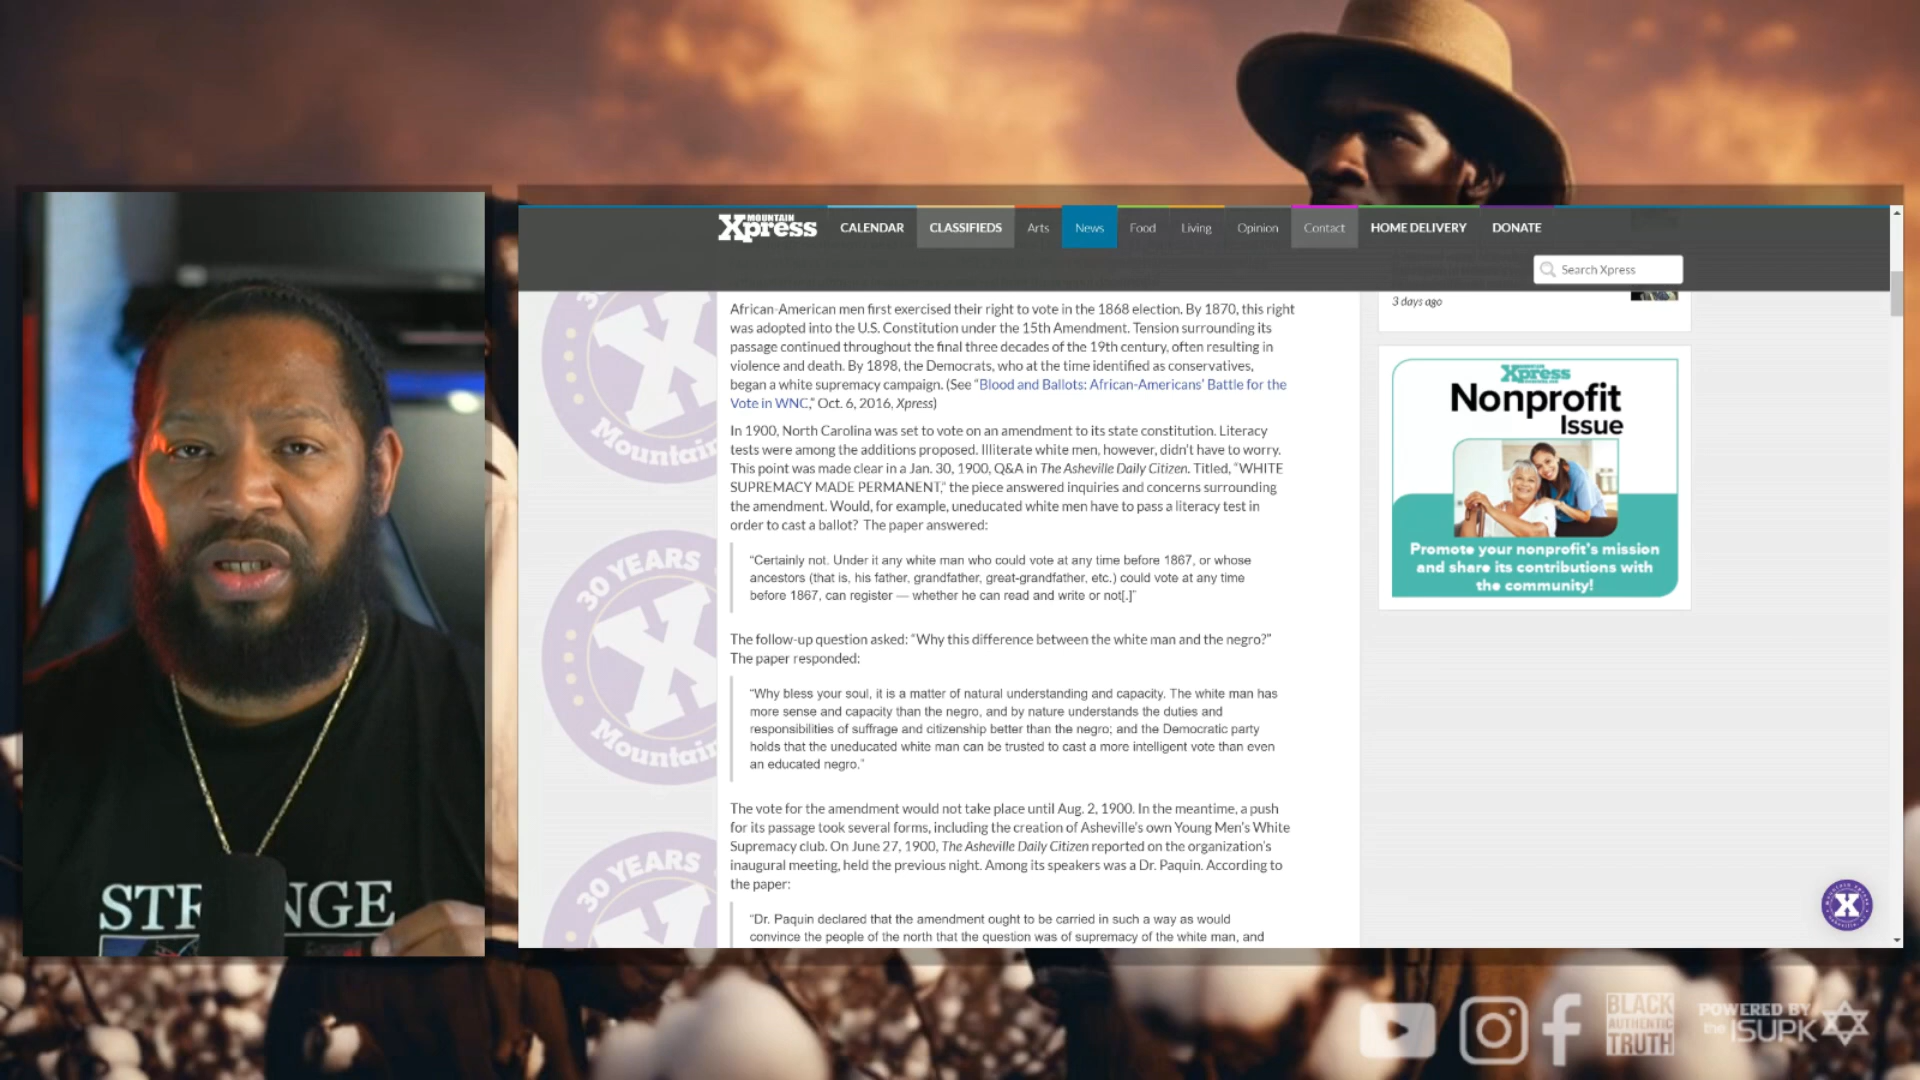 MOUNTAIN
Xpress
CALENDAR
CLASSIFIEDS
Arts
News
Food
Living
Opinion
Contact
HOME DELIVERY
DONATE
Search Xpress
African-American men first exercised their right to vote in the 1868 election. By 1870, this right
was adopted into the U.S. Constitution under the 15th Amendment. Tension surrounding its
passage continued throughout the final three decades of the 19th century, often resulting in
violence and death. By 1898, the Democrats, who at the time identified as conservatives,
began a white supremacy campaign. (See “Blood and Ballots: African-Americans’ Battle for the
Vote in WNC,” Oct. 6, 2016, Xpress)
In 1900, North Carolina was set to vote on an amendment to its state constitution. Literacy
tests were among the additions proposed. Illiterate white men, however, didn’t have to worry.
This point was made clear in a Jan. 30, 1900, Q&A in The Asheville Daily Citizen. Titled, “WHITE
SUPREMACY MADE PERMANENT,” the piece answered inquiries and concerns surrounding
the amendment. Would, for example, uneducated white men have to pass a literacy test in
order to cast a ballot? The paper answered:
“Certainly not. Under it any white man who could vote at any time before 1867, or whose
ancestors (that is, his father, grandfather, great-grandfather, etc.) could vote at any time
before 1867, can register — whether he can read and write or not[.]”
The follow-up question asked: “Why this difference between the white man and the negro?”
The paper responded:
“Why bless your soul, it is a matter of natural understanding and capacity. The white man has
more sense and capacity than the negro, and by nature understands the duties and
responsibilities of suffrage and citizenship better than the negro; and the Democratic party
holds that the uneducated white man can be trusted to cast a more intelligent vote than even
an educated negro.”
The vote for the amendment would not take place until Aug. 2, 1900. In the meantime, a push
for its passage took several forms, including the creation of Asheville’s own Young Men’s White
Supremacy club. On June 27, 1900, The Asheville Daily Citizen reported on the organization’s
inaugural meeting, held the previous night. Among its speakers was a Dr. Paquin. According to
the paper:
“Dr. Paquin declared that the amendment ought to be carried in such a way as would
convince the people of the north that the question was of supremacy of the white man, and
30
X
Mountain
30 YEARS
X
Mountain
30 YEARS
3 days ago
Xpress
Nonprofit
Issue
Promote your nonprofit's mission
and share its contributions with
the community!
X
STR NGE
BLACK
AUTHENTIC
TRUTH
POWERED BY
the ISUPK